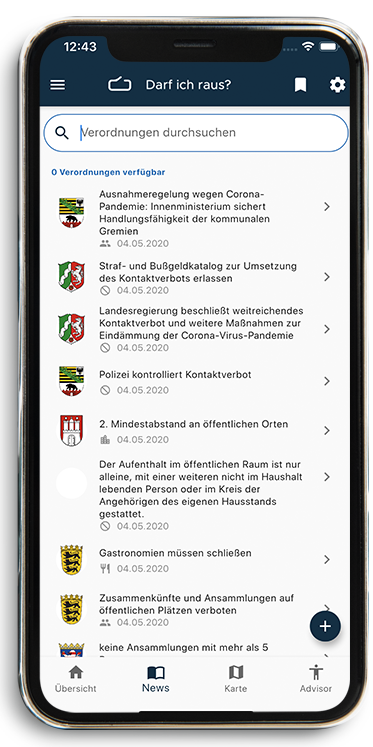 12:43
Darf ich raus?
Verordnungen durchsuchen
0 Verordnungen verfügbar
Ausnahmeregelung wegen Corona-
Pandemie: Innenministerium sichert
Handlungsfähigkeit der kommunalen
Gremien
04.05.2020
Straf- und Bußgeldkatalog zur Umsetzung
des Kontaktverbots erlassen
04.05.2020
Landesregierung beschließt weitreichendes
Kontaktverbot und weitere Maßnahmen zur
Eindämmung der Corona-Virus-Pandemie
04.05.2020
Polizei kontrolliert Kontaktverbot
04.05.2020
2. Mindestabstand an öffentlichen Orten
04.05.2020
Der Aufenthalt im öffentlichen Raum ist nur
alleine, mit einer weiteren nicht im Haushalt
lebenden Person oder im Kreis der
Angehörigen des eigenen Hausstands
gestattet.
04.05.2020
Gastronomien müssen schließen
04.05.2020
Zusammenkünfte und Ansammlungen auf
öffentlichen Plätzen verboten
04.05.2020
keine Ansammlungen mit mehr als 5
Übersicht
News
Karte
Advisor